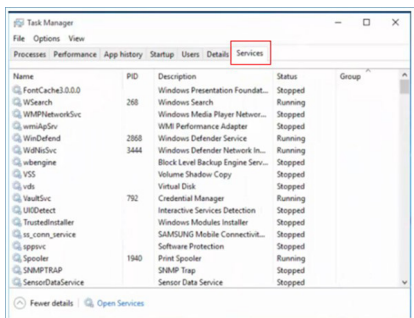 Task Manager
File Options View
Processes Performance App history Startup Users Details Services
Name PID Description Status Group
FontCache3.0.0.0 Windows Presentation Foundat... Stopped
WSearch 268 Windows Search Running
WMPNetworkSvc Windows Media Player Networ... Stopped
wmiApSrv WMI Performance Adapter Stopped
WinDefend 2868 Windows Defender Service Running
WdNisSvc 3444 Windows Defender Network In... Running
wbengine Block Level Backup Engine Serv... Stopped
VSS Volume Shadow Copy Stopped
vds Virtual Disk Stopped
VaultSvc 792 Credential Manager Running
UI0Detect Interactive Services Detection Stopped
TrustedInstaller Windows Modules Installer Stopped
ss_conn_service SAMSUNG Mobile Connectivit... Stopped
sppsvc Software Protection Stopped
Spooler 1940 Print Spooler Running
SNMPTRAP SNMP Trap Stopped
SensorDataService Sensor Data Service Stopped
Fewer details Open Services